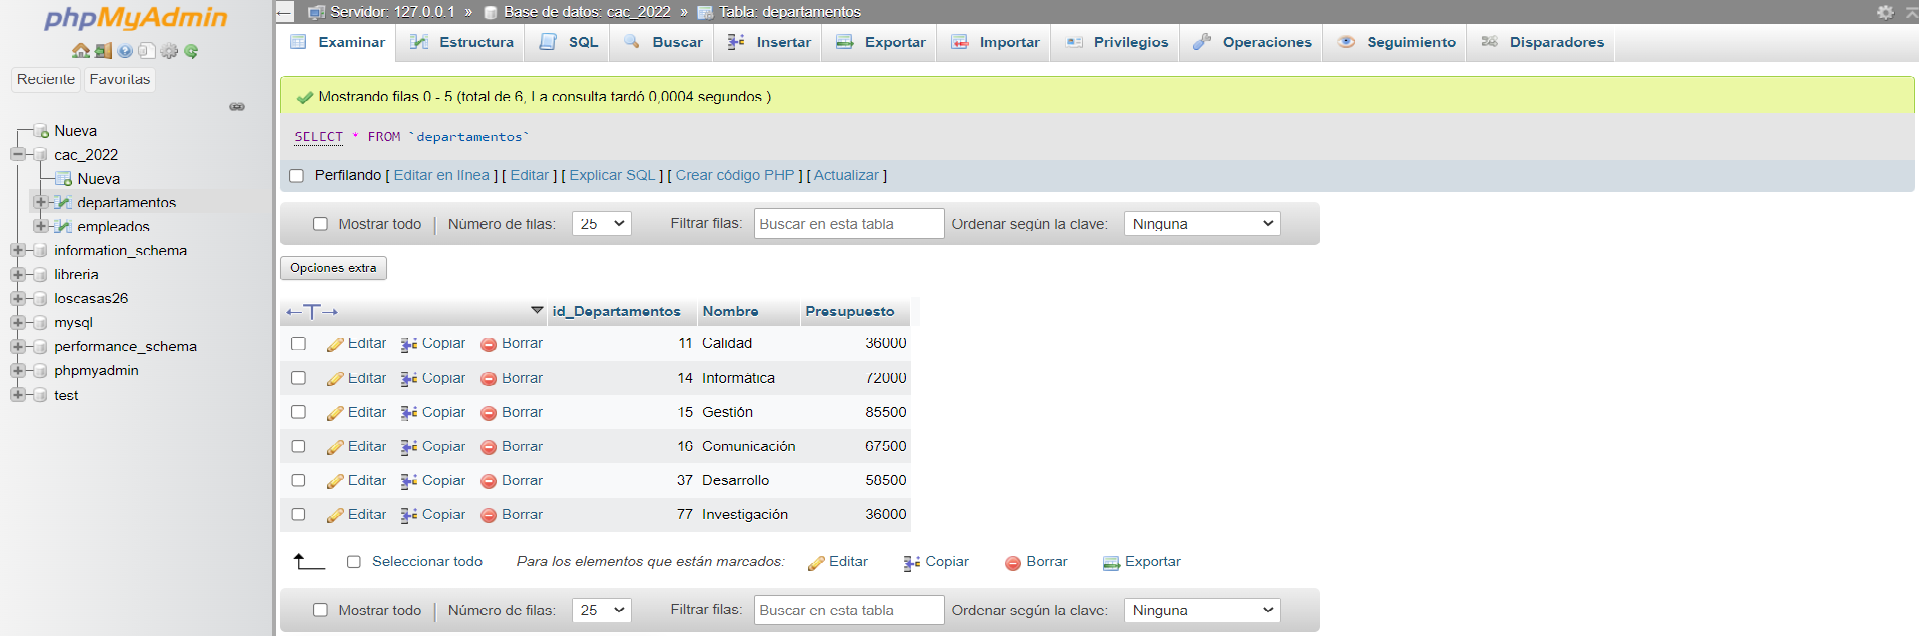 phpMyAdmin
Reciente Favoritas
Nueva
cac_2022
Nueva
departamentos
empleados
information_schema
libreria
loscasas26
mysql
performance_schema
phpmyadmin
test
Servidor: 127.0.0.1 » Base de datos: cac_2022 » Tabla: departamentos
Examinar Estructura SQL Buscar Insertar Exportar Importar Privilegios Operaciones Seguimiento Disparadores
Mostrando filas 0 - 5 (total de 6, La consulta tardó 0,0004 segundos.)
SELECT * FROM `departamentos`
Perfilando [ Editar en línea ] [ Editar ] [ Explicar SQL ] [ Crear código PHP ] [ Actualizar ]
Mostrar todo | Número de filas: 25 Filtrar filas: Buscar en esta tabla Ordenar según la clave: Ninguna
Opciones extra
←T→ id_Departamentos Nombre Presupuesto
Editar Copiar Borrar 11 Calidad 36000
Editar Copiar Borrar 14 Informática 72000
Editar Copiar Borrar 15 Gestión 85500
Editar Copiar Borrar 16 Comunicación 67500
Editar Copiar Borrar 37 Desarrollo 58500
Editar Copiar Borrar 77 Investigación 36000
Seleccionar todo Para los elementos que están marcados: Editar Copiar Borrar Exportar
Mostrar todo | Número de filas: 25 Filtrar filas: Buscar en esta tabla Ordenar según la clave: Ninguna